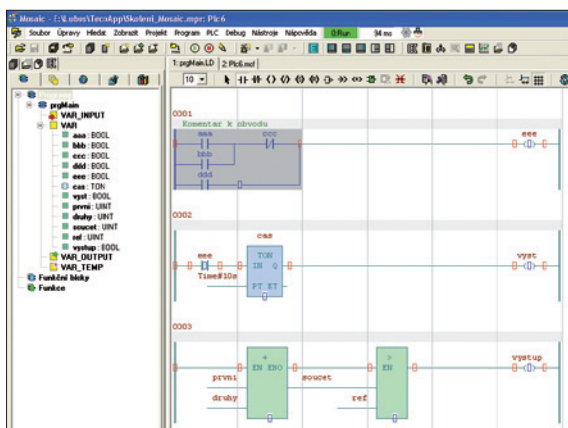 Mosaic - E:\Lubos\TecoApp\Skoleni_Mosaic.mpr: Plc6
Soubor Úpravy Hledat Zobrazit Projekt Program PLC Debug Nástroje Nápověda 0:Run 94 ms
1: prgMain.LD 2: Plc6.mcf
10
prgMain
VAR_INPUT
VAR
aaa : BOOL
bbb : BOOL
ccc : BOOL
ddd : BOOL
eee : BOOL
cas : TON
vyst : BOOL
prvni : UINT
druhy : UINT
soucet : UINT
ref : UINT
vystup : BOOL
VAR_OUTPUT
VAR_TEMP
Funkční bloky
Funkce
0001
Komentar k obvodu
aaa ccc eee
bbb
ddd
0002
cas
eee TON vyst
IN Q
Time#10s
PT ET
0003
+ > vystup
EN ENO EN
prvni soucet
druhy ref